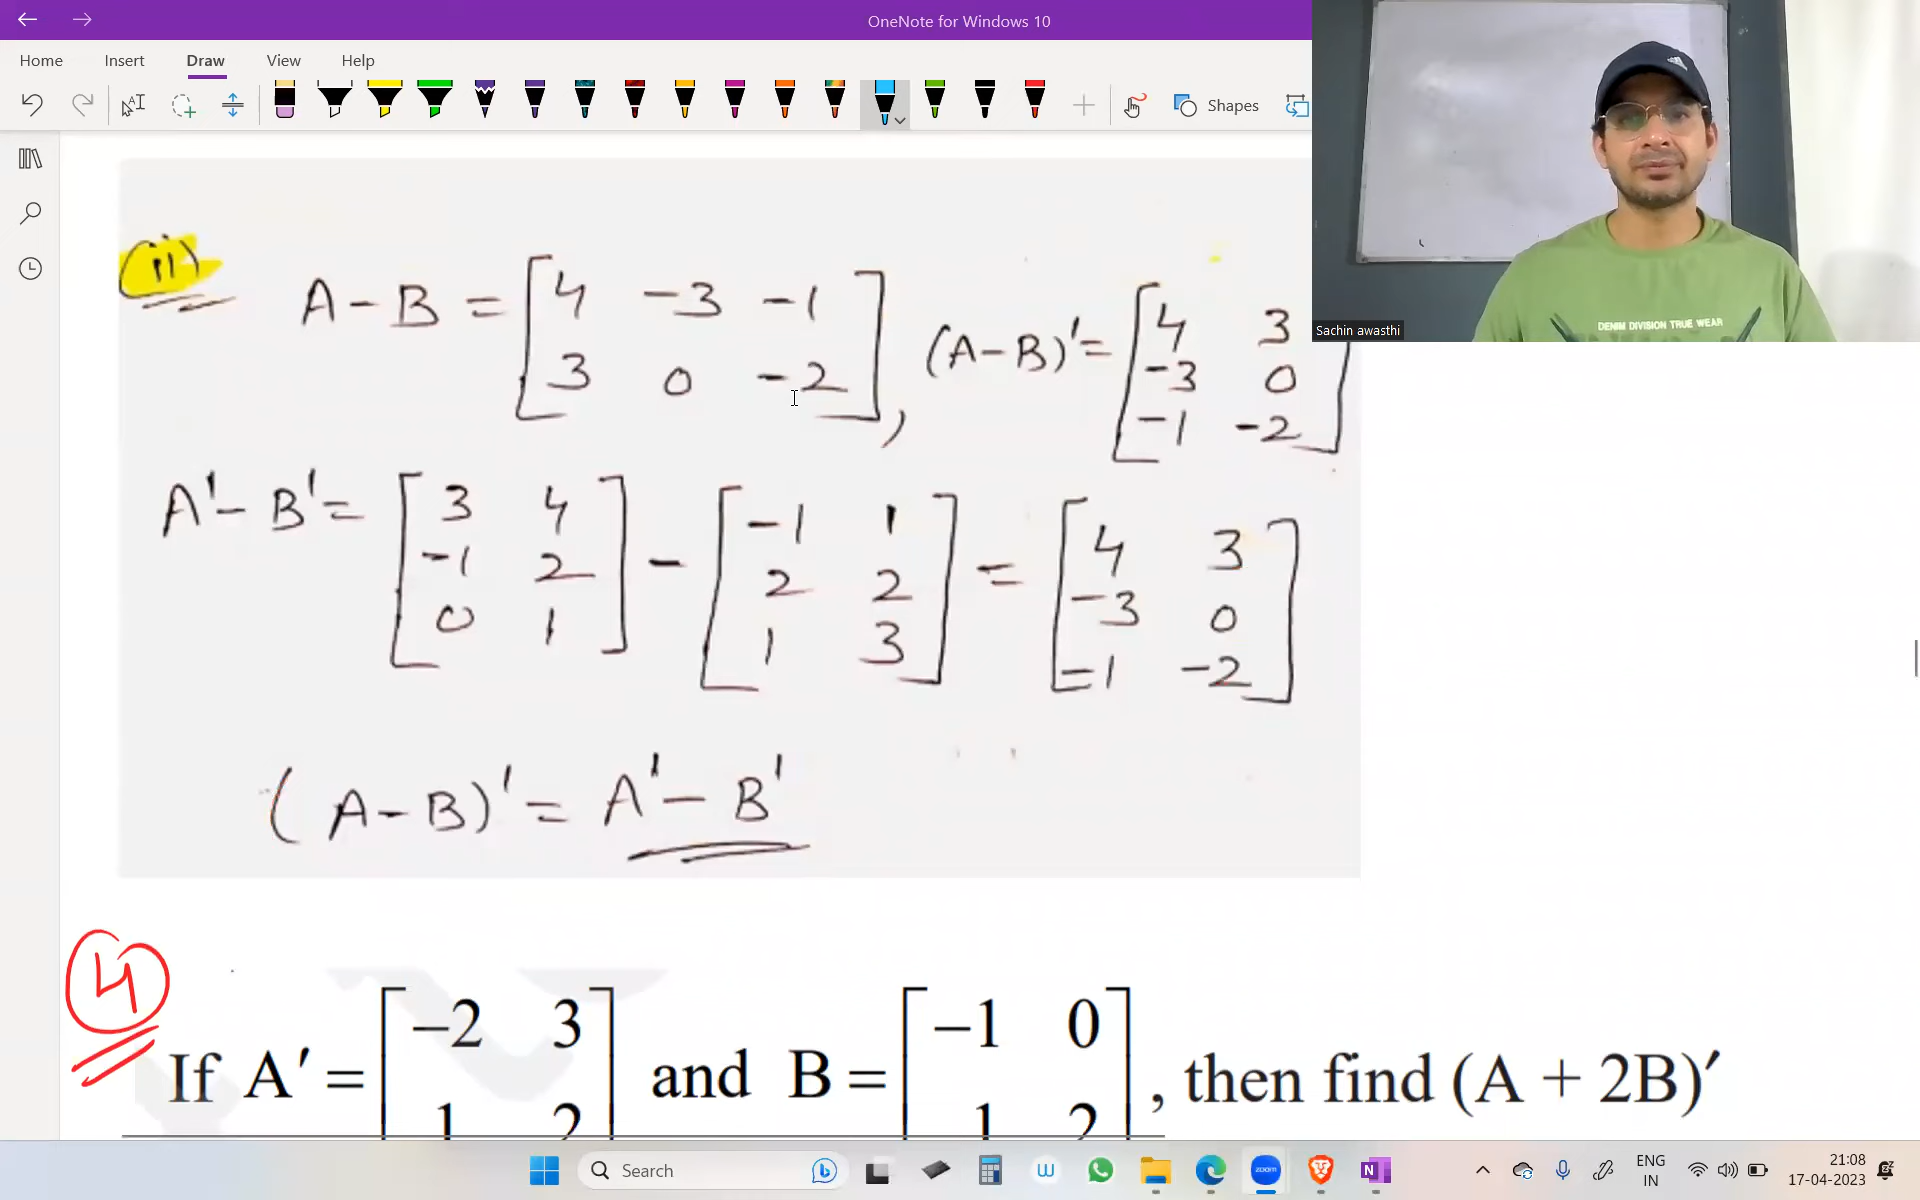 OneNote for Windows 10
Home Insert Draw View Help
Shapes
Sachin awasthi
DENIM DIVISION TRUE WEAR
(ii)
A - B = [ 4 -3 -1
3 0 -2 ] , (A - B)' = [ 4 3
-3 0
-1 -2 ]
A' - B' = [ 3 4
-1 2
0 1 ] - [ -1 1
2 2
1 3 ] = [ 4 3
-3 0
-1 -2 ]
(A - B)' = A' - B'
4
If A′ = [ −2 3
1 2 ] and B = [ −1 0
1 2 ] , then find (A + 2B)′
Search
zoom
ENG
IN
21:08
17-04-2023